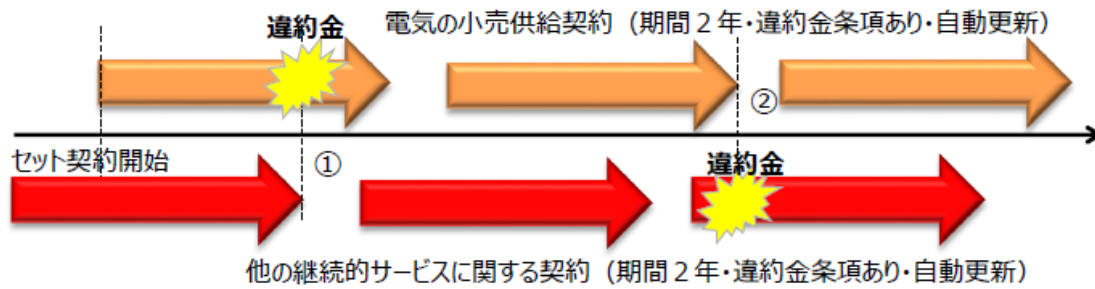 電気の小売供給契約（期間２年・違約金条項あり・自動更新）
違約金
②
セット契約開始
①
違約金
他の継続的サービスに関する契約（期間２年・違約金条項あり・自動更新）